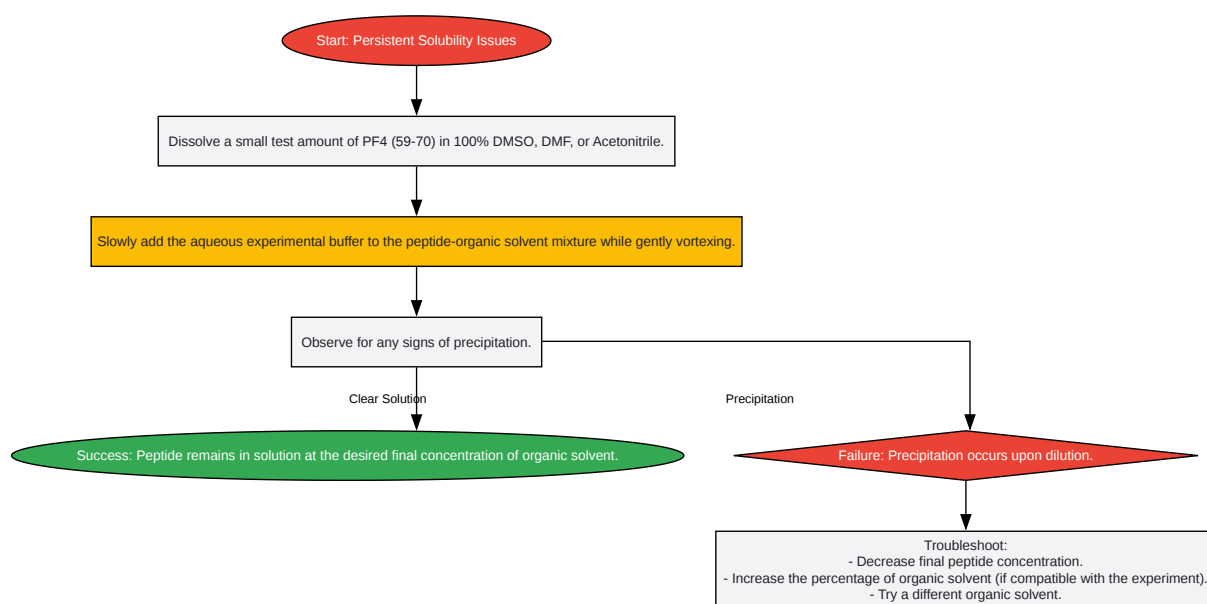 Start: Persistent Solubility Issues
Dissolve a small test amount of PF4 (59-70) in 100% DMSO, DMF, or Acetonitrile.
Slowly add the aqueous experimental buffer to the peptide-organic solvent mixture while gently vortexing.
Observe for any signs of precipitation.
Clear Solution
Precipitation
Success: Peptide remains in solution at the desired final concentration of organic solvent.
Failure: Precipitation occurs upon dilution.
Troubleshoot:
- Decrease final peptide concentration.
- Increase the percentage of organic solvent (if compatible with the experiment).
- Try a different organic solvent.